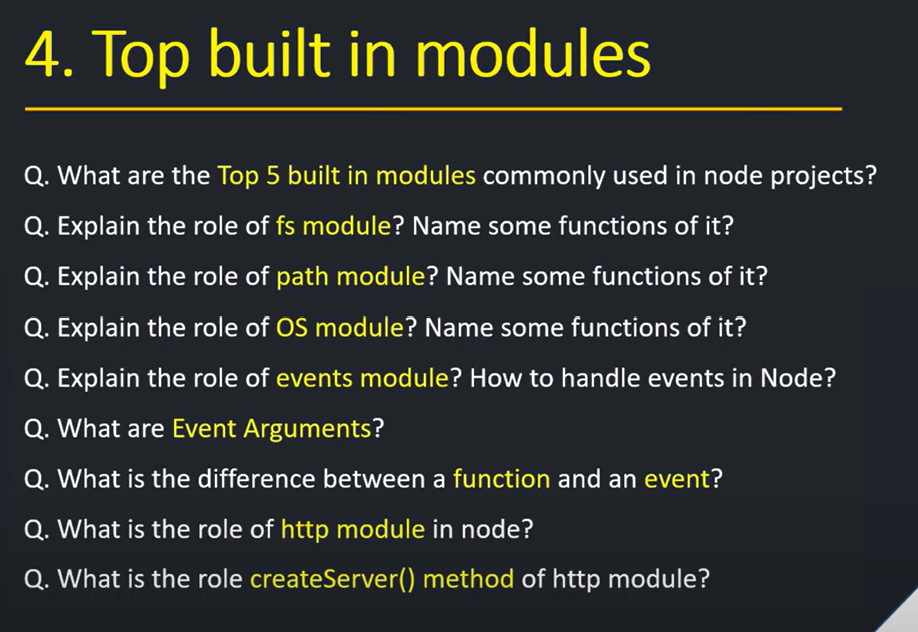 4. Top built in modules
Q. What are the Top 5 built in modules commonly used in node projects?
Q. Explain the role of fs module? Name some functions of it?
Q. Explain the role of path module? Name some functions of it?
Q. Explain the role of OS module? Name some functions of it?
Q. Explain the role of events module? How to handle events in Node?
Q. What are Event Arguments?
Q. What is the difference between a function and an event?
Q. What is the role of http module in node?
Q. What is the role createServer() method of http module?